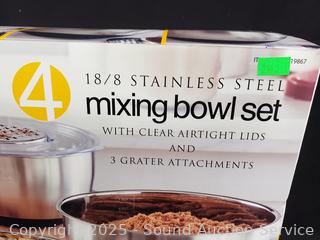 19867
4
18/8 STAINLESS STEEL
mixing bowl set
WITH CLEAR AIRTIGHT LIDS
AND
3 GRATER ATTACHMENTS
Copyright 2025 - Sound Auction Service